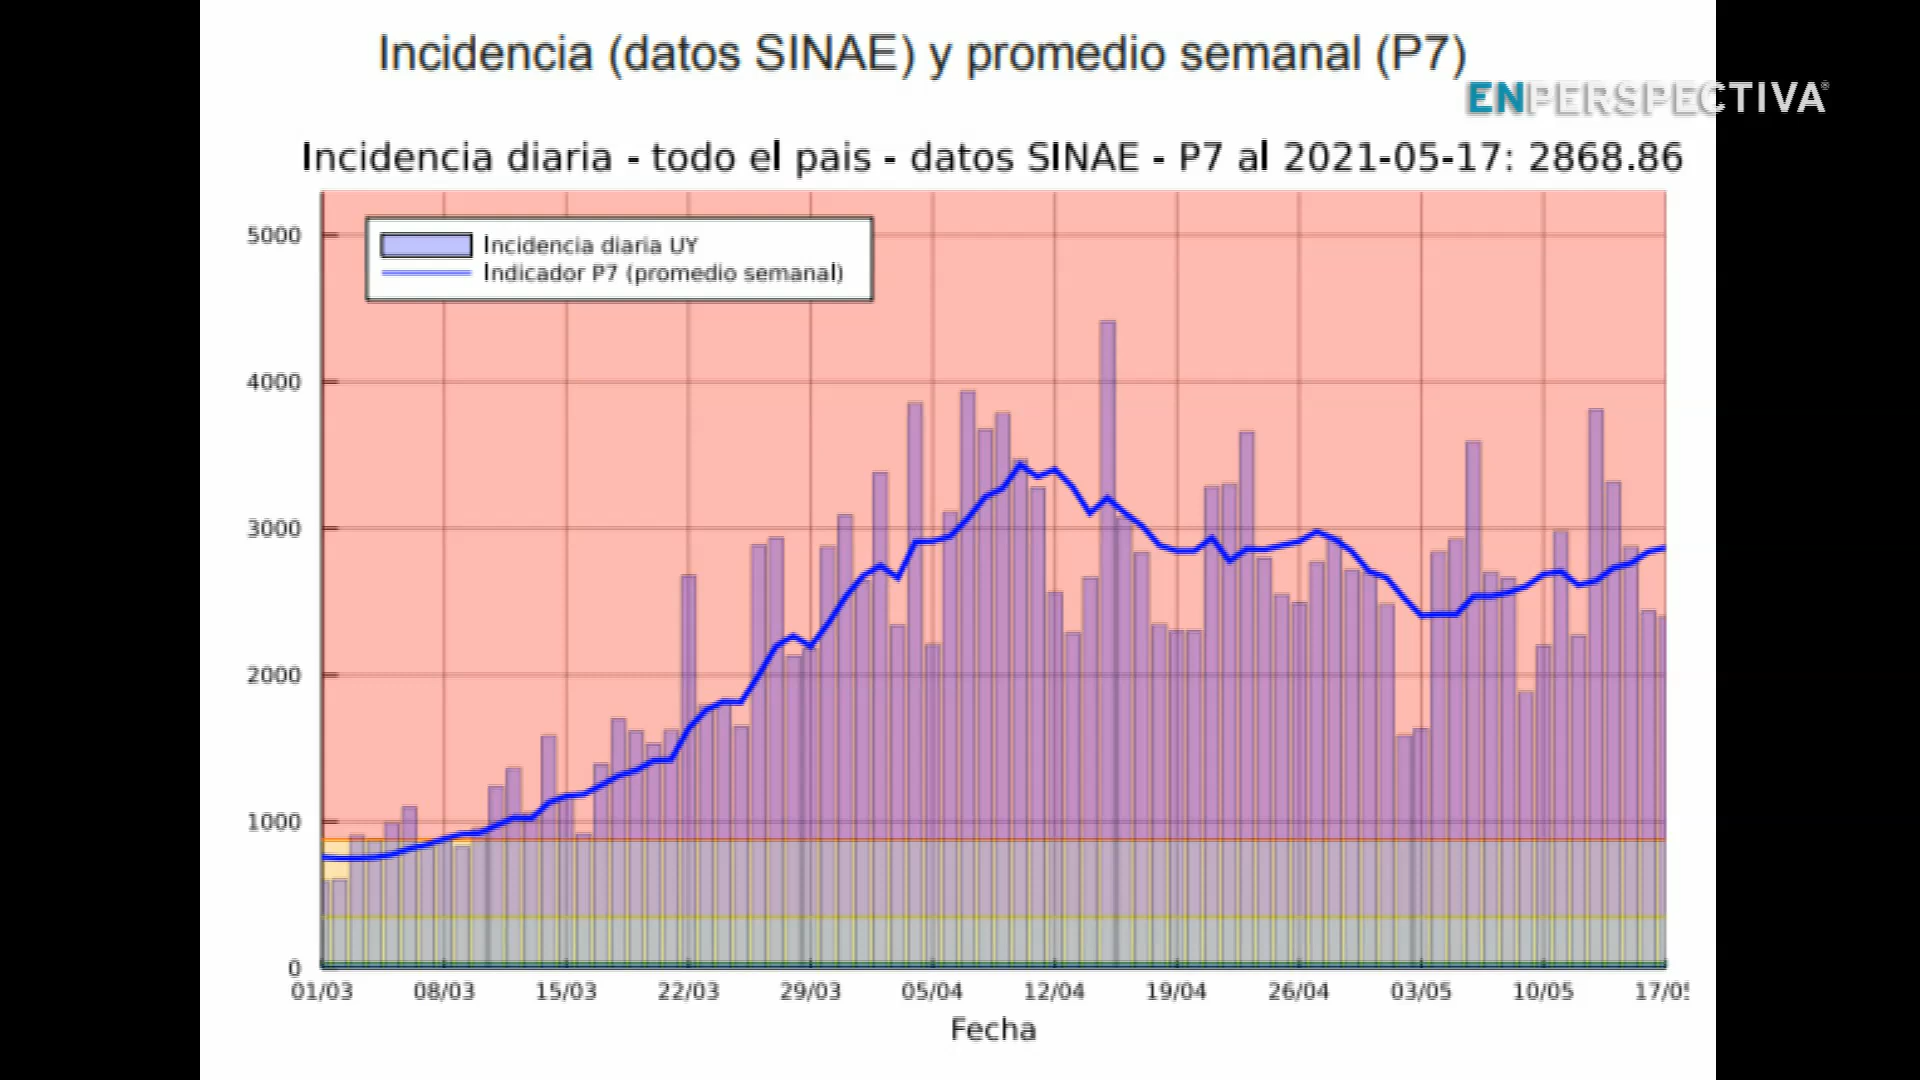 Incidencia (datos SINAE) y promedio semanal (P7)
ENPERSPECTIVA
Incidencia diaria - todo el pais - datos SINAE - P7 al 2021-05-17: 2868.86
Incidencia diaria UY
Indicador P7 (promedio semanal)
5000
4000
3000
2000
1000
0
01/03 08/03 15/03 22/03 29/03 05/04 12/04 19/04 26/04 03/05 10/05 17/05
Fecha